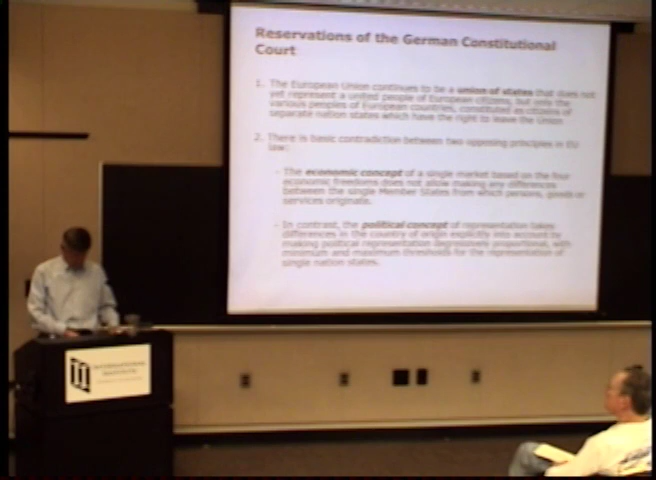 Reservations of the German Constitutional
Court
1. The European Union continues to be a union of states that does not
yet represent a united people of European citizens, but only the
various peoples of European countries, constituted as citizens of
separate nation states which have the right to leave the Union
2. There is basic contradiction between two opposing principles in EU
law:
- The economic concept of a single market based on the four
economic freedoms does not allow making any differences
between the single Member States from which persons, goods or
services originate.
- In contrast, the political concept of representation takes
differences in the country of origin explicitly into account by
making political representation degressively proportional, with
minimum and maximum thresholds for the representation of
single nation states.
INTERNATIONAL
INSTITUTE